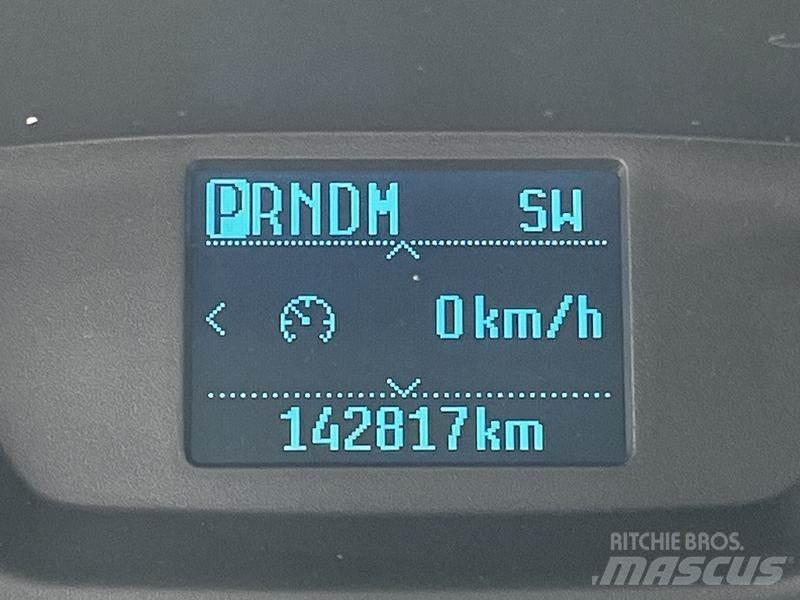 PRNDM SW
0km/h
142817km
RITCHIE BROS.
MASCUS